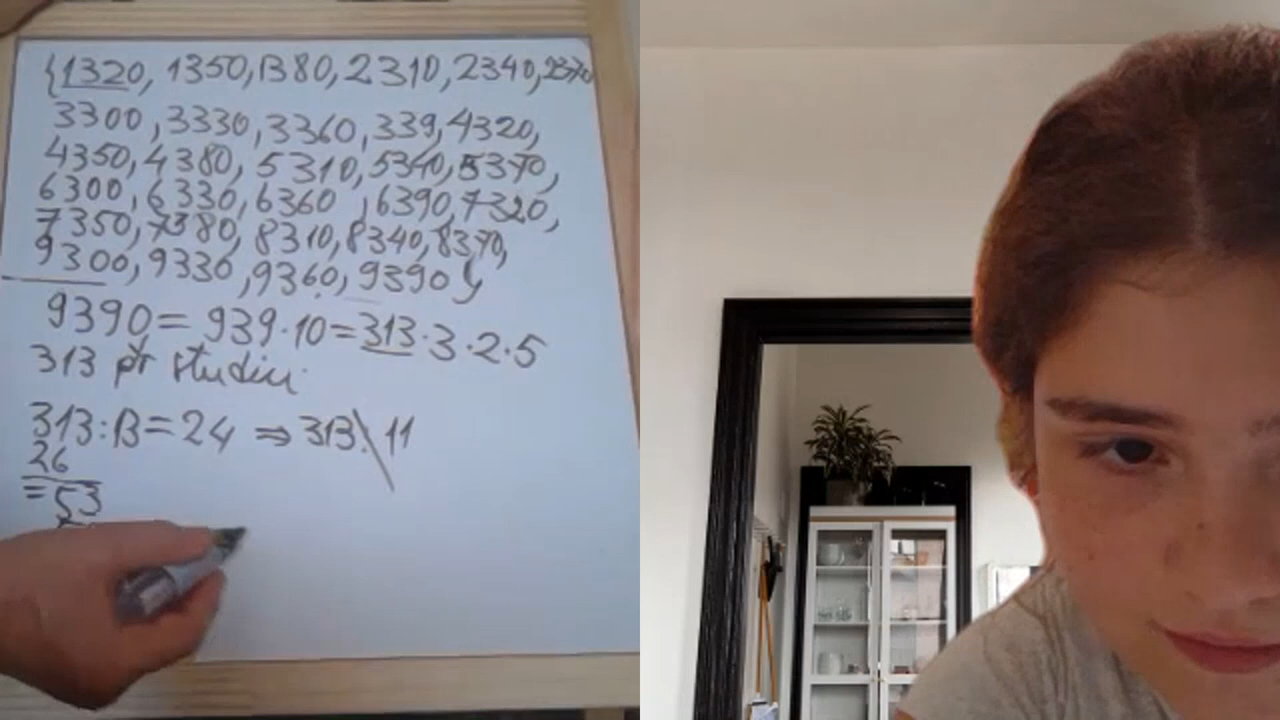 {1320, 1350, 1380, 2310, 2340, 2370
3300, 3330, 3360, 339, 4320,
4350, 4380, 5310, 5340, 5370,
6300, 6330, 6360, 6390, 7320,
7350, 7380, 8310, 8340, 8370,
9300, 9330, 9360, 9390}
9390 = 939·10 = 313·3·2·5
313
313:13=24 ⇒ 313 \ 11
26
=53